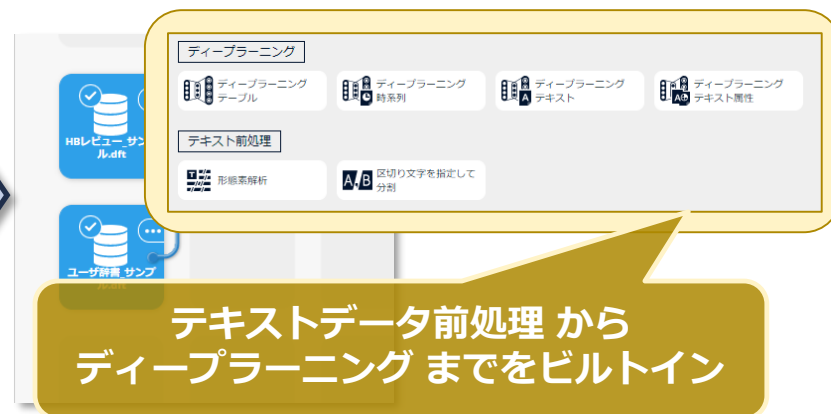 ディープラーニング
ディープラーニング
テーブル
ディープラーニング
時系列
ディープラーニング
テキスト
ディープラーニング
テキスト属性
テキスト前処理
形態素解析
区切り文字を指定して
分割
HBレビュー_サン
ル.dft
ユーザ辞書_サンプ
ル.dft
テキストデータ前処理 から
ディープラーニング までをビルトイン